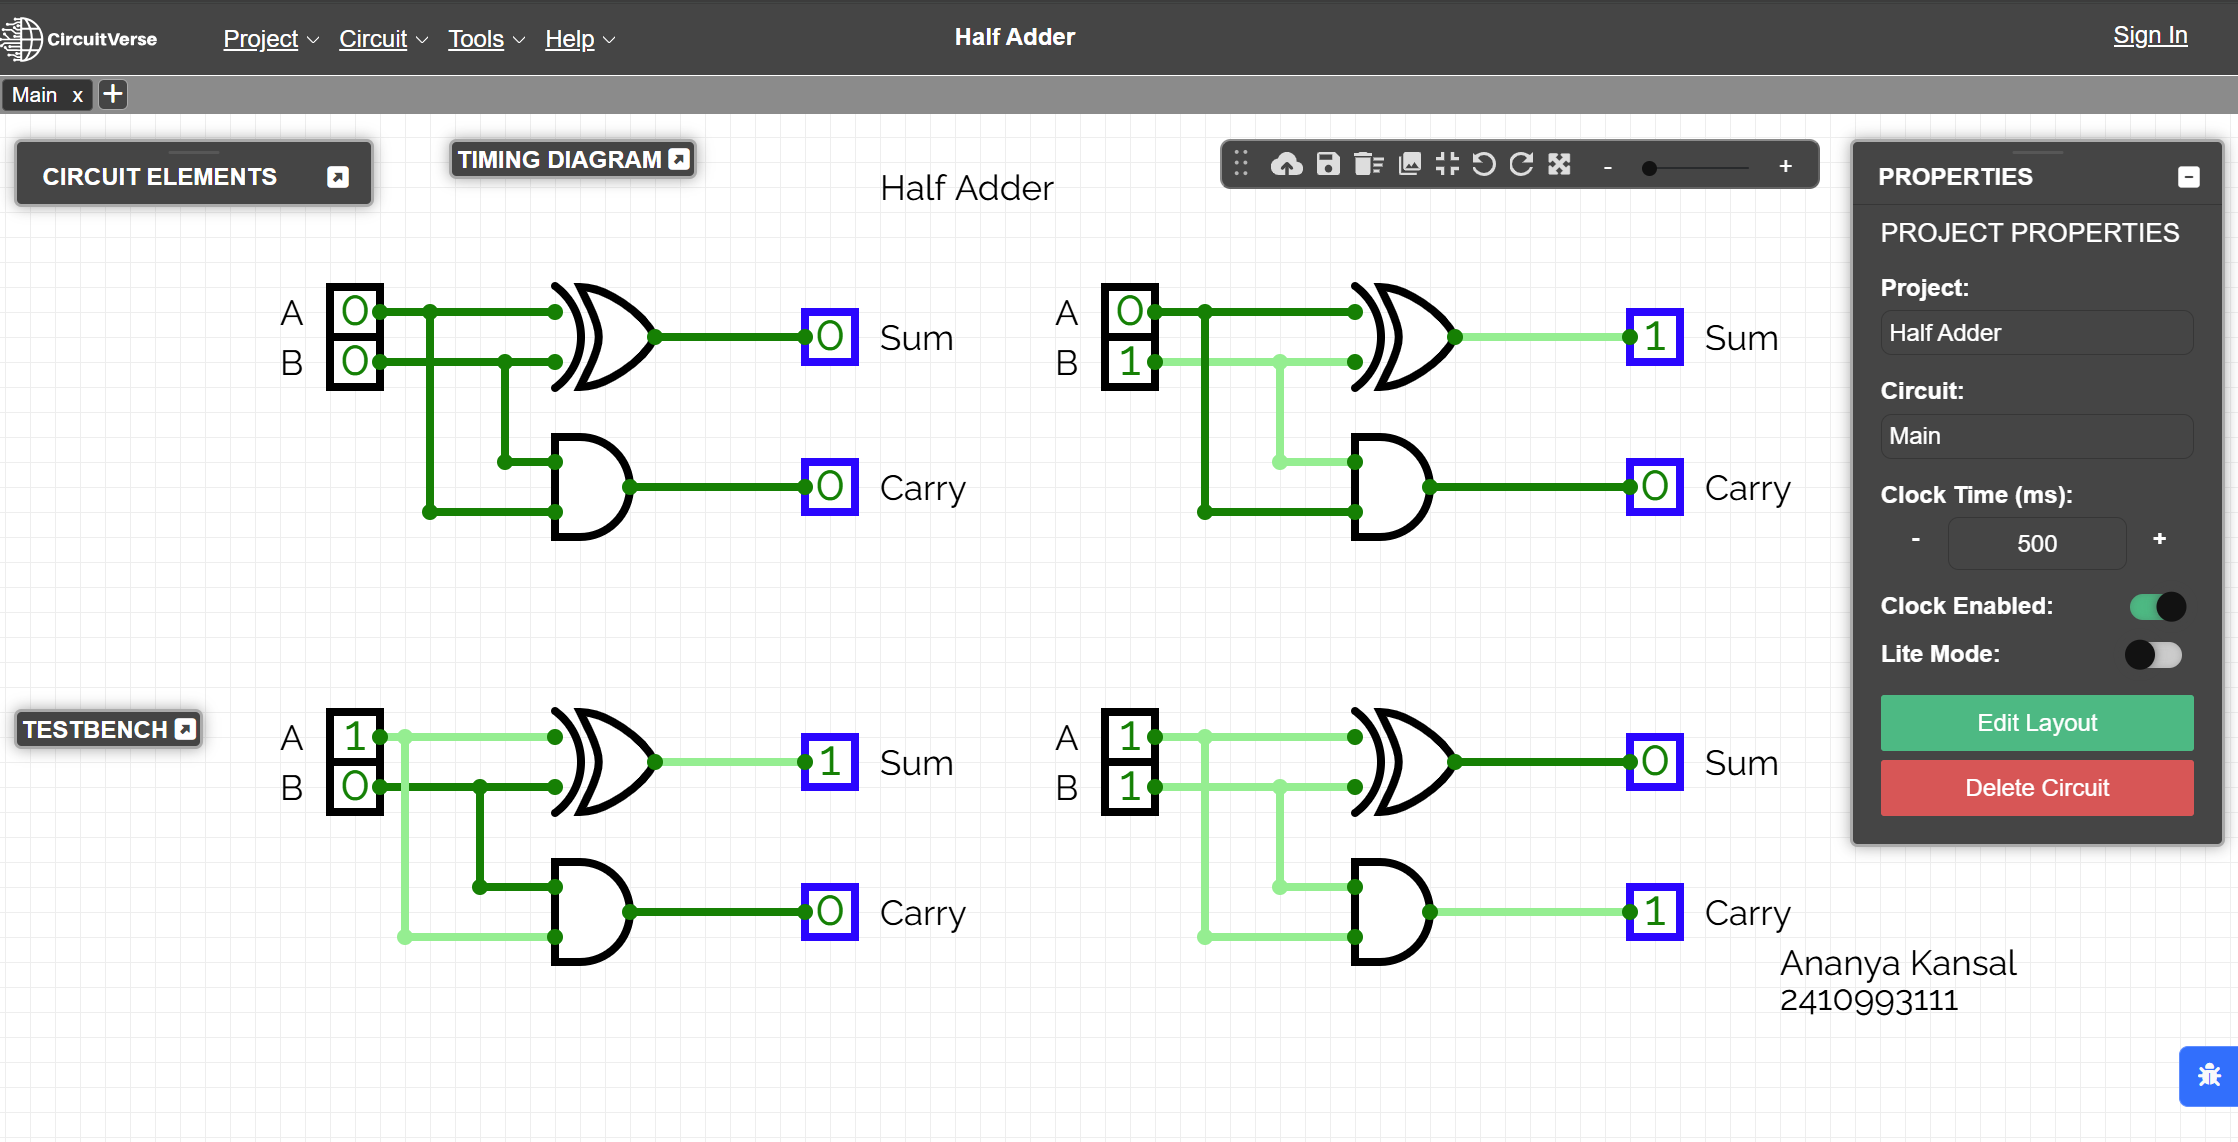 CircuitVerse Project Circuit Tools Help Half Adder Sign In
Main x +
CIRCUIT ELEMENTS
TIMING DIAGRAM
Half Adder
- +
A 0
B 0
0 Sum
0 Carry
A 0
B 1
1 Sum
0 Carry
TESTBENCH
A 1
B 0
1 Sum
0 Carry
A 1
B 1
0 Sum
1 Carry
Ananya Kansal
2410993111
PROPERTIES -
PROJECT PROPERTIES
Project:
Half Adder
Circuit:
Main
Clock Time (ms):
- 500 +
Clock Enabled:
Lite Mode:
Edit Layout
Delete Circuit